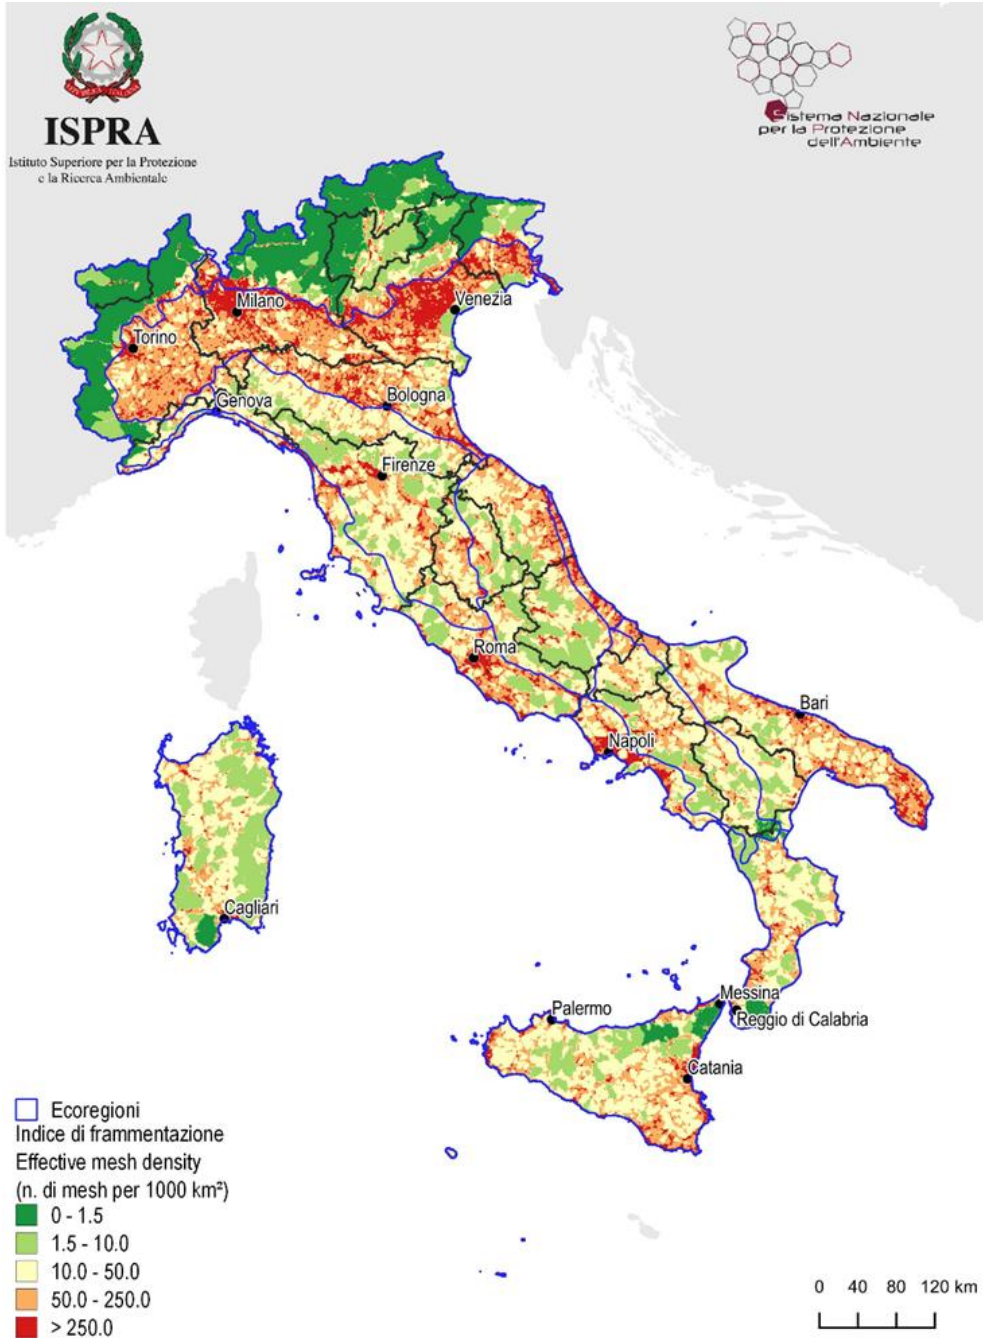 REPVBBLICA ITALIANA
ISPRA
Istituto Superiore per la Protezione
e la Ricerca Ambientale
Sistema Nazionale
per la Protezione
dell'Ambiente
Milano
Venezia
Torino
Genova
Bologna
Firenze
Roma
Bari
Napoli
Cagliari
Messina
Palermo
Reggio di Calabria
Catania
Ecoregioni
Indice di frammentazione
Effective mesh density
(n. di mesh per 1000 km²)
0 - 1.5
1.5 - 10.0
10.0 - 50.0
50.0 - 250.0
> 250.0
0 40 80 120 km